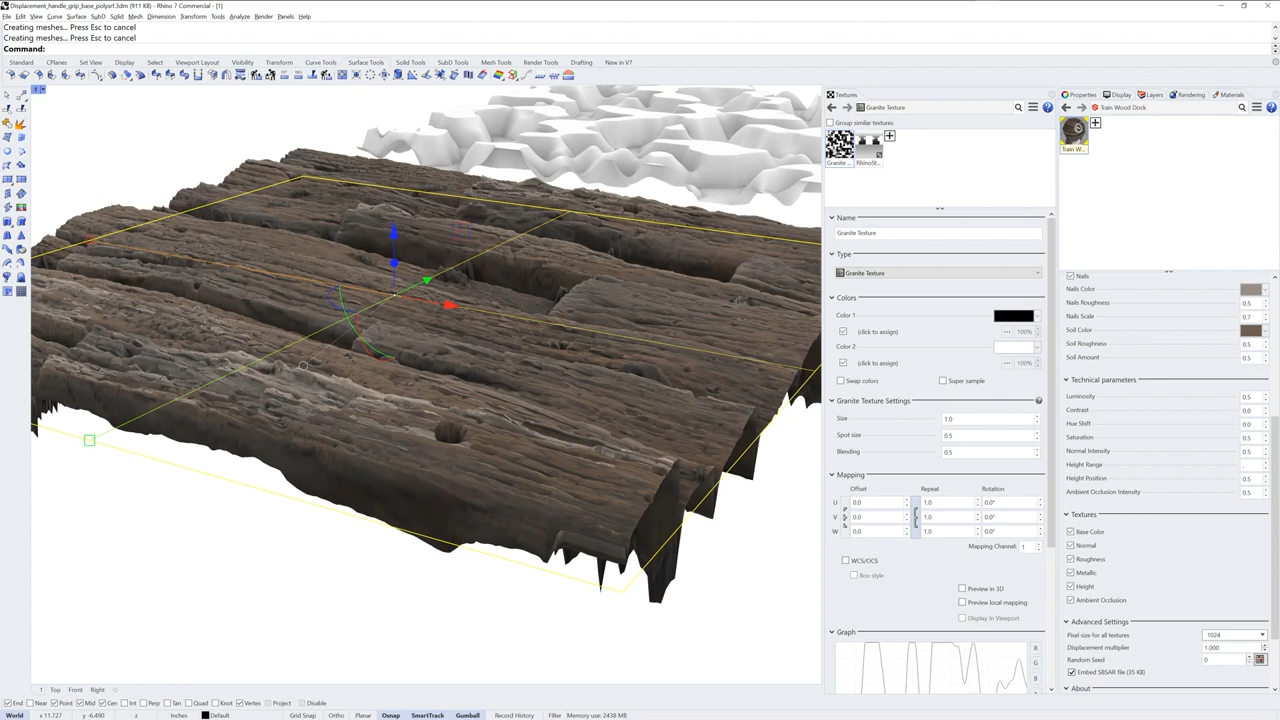 Displacement_handle_grip_base_polysrf.3dm (911 KB) - Rhino 7 Commercial - [1]
File Edit View Curve Surface SubD Solid Mesh Dimension Transform Tools Analyze Render Panels Help
Creating meshes... Press Esc to cancel
Creating meshes... Press Esc to cancel
Command:
Standard CPlanes Set View Display Select Viewport Layout Visibility Transform Curve Tools Surface Tools Solid Tools SubD Tools Mesh Tools Render Tools Drafting New in V7
1
Textures
Granite Texture
Group similar textures
Granite ... RhinoSt...
Name
Granite Texture
Type
Granite Texture
Colors
Color 1
(click to assign) ... 100%
Color 2
(click to assign) ... 100%
Swap colors Super sample
Granite Texture Settings
Size 1.0
Spot size 0.5
Blending 0.5
Mapping
Offset Repeat Rotation
U 0.0 1.0 0.0°
V 0.0 1.0 0.0°
W 0.0 1.0 0.0°
Mapping Channel: 1
WCS/OCS
Box-style
Preview in 3D
Preview local mapping
Display In Viewport
Graph
R
G
B
Properties Display Layers Rendering Materials
Train Wood Dock
Train W...
Nails
Nails Color
Nails Roughness 0.5
Nails Scale 0.7
Soil Color
Soil Roughness 0.5
Soil Amount 0.5
Technical parameters
Luminosity 0.5
Contrast 0.0
Hue Shift 0.0
Saturation 0.5
Normal Intensity 0.5
Height Range
Height Position 0.5
Ambient Occlusion Intensity 0.5
Textures
Base Color
Normal
Roughness
Metallic
Height
Ambient Occlusion
Advanced Settings
Pixel size for all textures 1024
Displacement multiplier 1.000
Random Seed 0
Embed SBSAR file (35 KB)
About
1 Top Front Right
End Near Point Mid Cen Int Perp Tan Quad Knot Vertex Project Disable
World x 11.727 y -6.490 z Inches Default Grid Snap Ortho Planar Osnap SmartTrack Gumball Record History Filter Memory use: 2438 MB